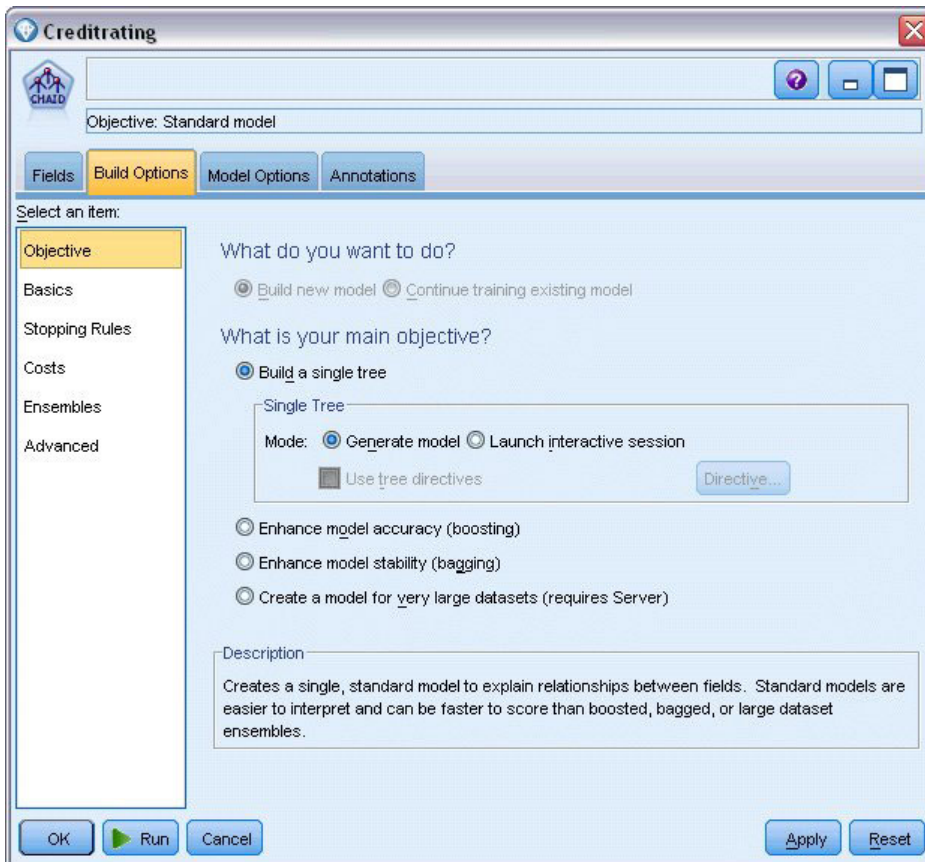 Creditrating
CHAID
Objective: Standard model
Fields Build Options Model Options Annotations
Select an item:
Objective
Basics
Stopping Rules
Costs
Ensembles
Advanced
What do you want to do?
Build new model Continue training existing model
What is your main objective?
Build a single tree
Single Tree
Mode: Generate model Launch interactive session
Use tree directives Directive...
Enhance model accuracy (boosting)
Enhance model stability (bagging)
Create a model for very large datasets (requires Server)
Description
Creates a single, standard model to explain relationships between fields. Standard models are
easier to interpret and can be faster to score than boosted, bagged, or large dataset
ensembles.
OK Run Cancel Apply Reset